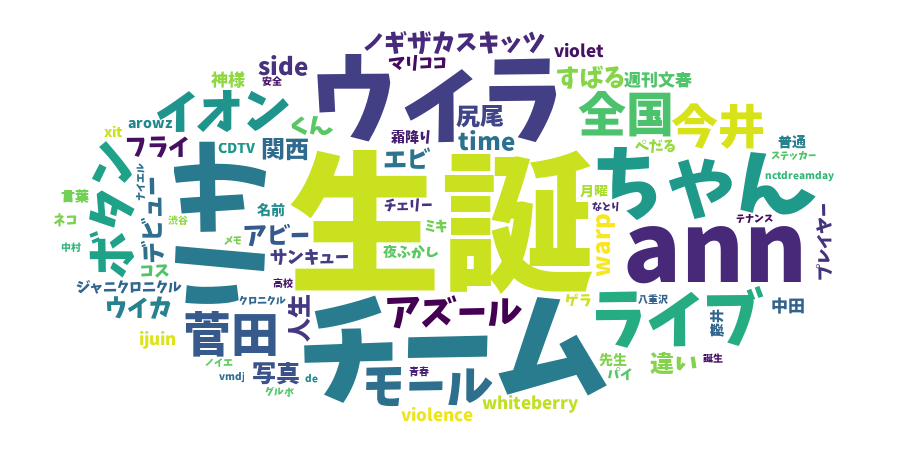 ノギザカスキッツ
violet
side
マリココ
ウィラ
すばる
週刊文春
神様
安全
イオン
尻尾
全国
今井
arowz
くん
霜降り
time
ぺだる
普通
xit
フライ
CDTV
関西
エビ
ちゃん
ステッカー
ボタン
キ
ニ
生誕
nctdreamday
言葉
デビュー
ナイエル
チェリー
月曜
なとり
ネコ
渋谷
名前
ミキ
warp
ann
テナンス
プレイヤー
中村
メモ
アビー
夜ふかし
コス
サンキュー
ジャニクロニクル
高校
ウイカ
クロニクル
人生
アズール
ゲラ
八重沢
ライブ
藤井
中田
菅田
チーム
ijuin
ノイエ
先生
違い
誕生
vmdj
写真
de
モール
青春
パイ
グルボ
whiteberry
violence